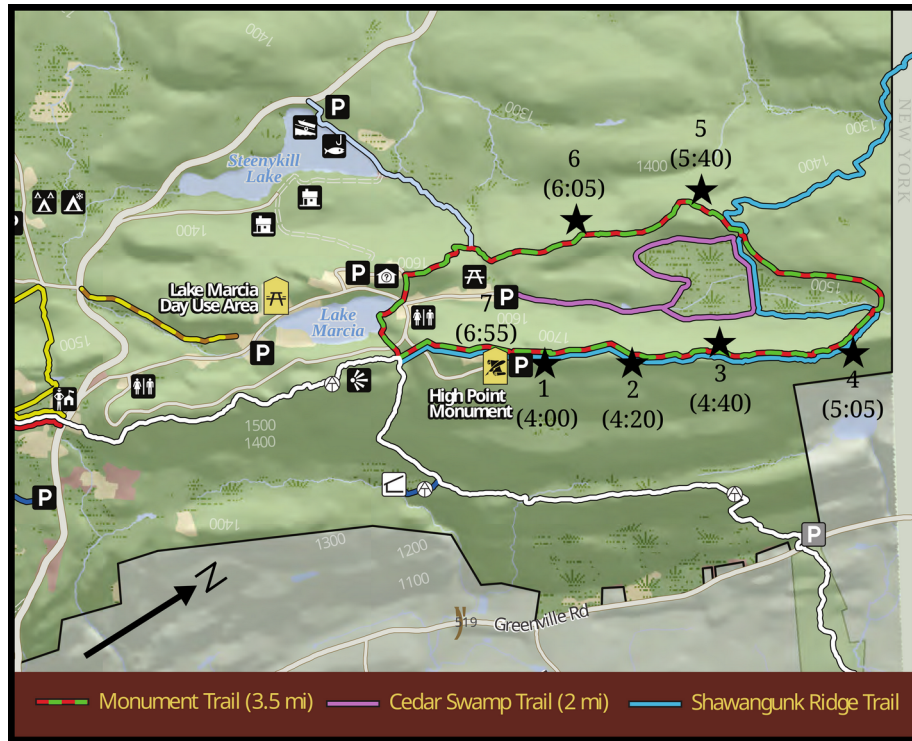 1400
P
NEW YORK
1300
1300
5
(5:40)
1400
1400
6
(6:05)
Steenykill
Lake
P
1400
1600
P
1500
Lake Marcia
Day Use Area
Lake
Marcia
7
(6:55)
P
1600
1700
1500
P
High Point
Monument
P
1
(4:00)
2
(4:20)
3
(4:40)
4
(5:05)
1500
1400
P
1400
1300
1200
1100
P
N
519
Greenville Rd
Monument Trail (3.5 mi)
Cedar Swamp Trail (2 mi)
Shawangunk Ridge Trail